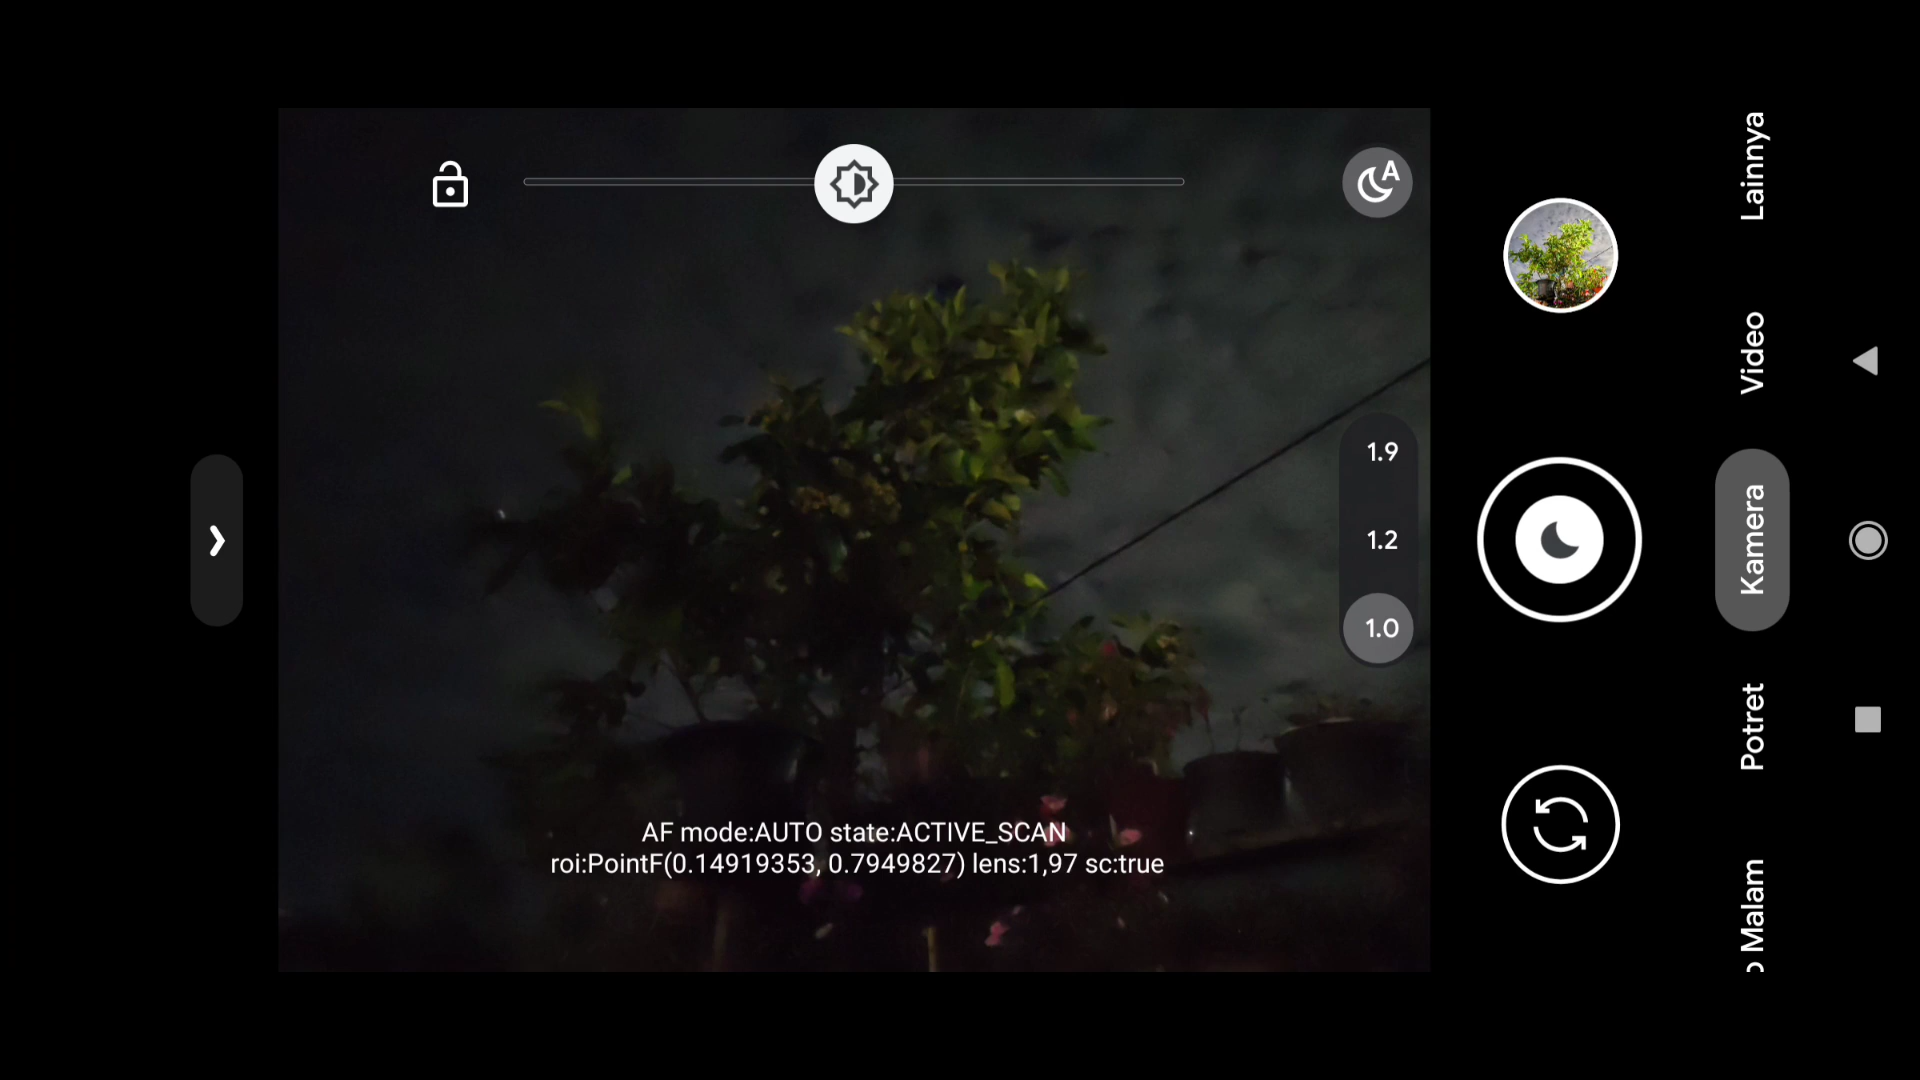 A
1.9
1.2
1.0
AF mode:AUTO state:ACTIVE_SCAN
roi:PointF(0.14919353, 0.7949827) lens:1,97 sc:true
Lainnya
Video
Kamera
Potret
Malam